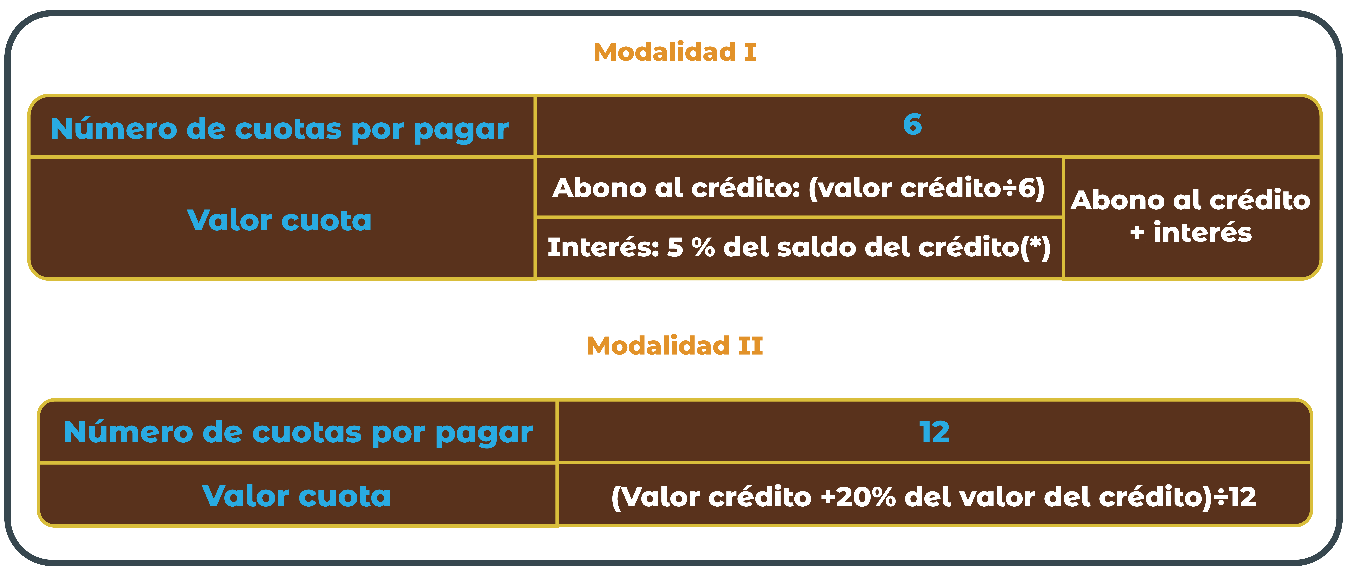 Modalidad I
Número de cuotas por pagar
6
Valor cuota
Abono al crédito: (valor crédito÷6)
Interés: 5 % del saldo del crédito(*)
Abono al crédito
+ interés
Modalidad II
Número de cuotas por pagar
12
Valor cuota
(Valor crédito +20% del valor del crédito)÷12